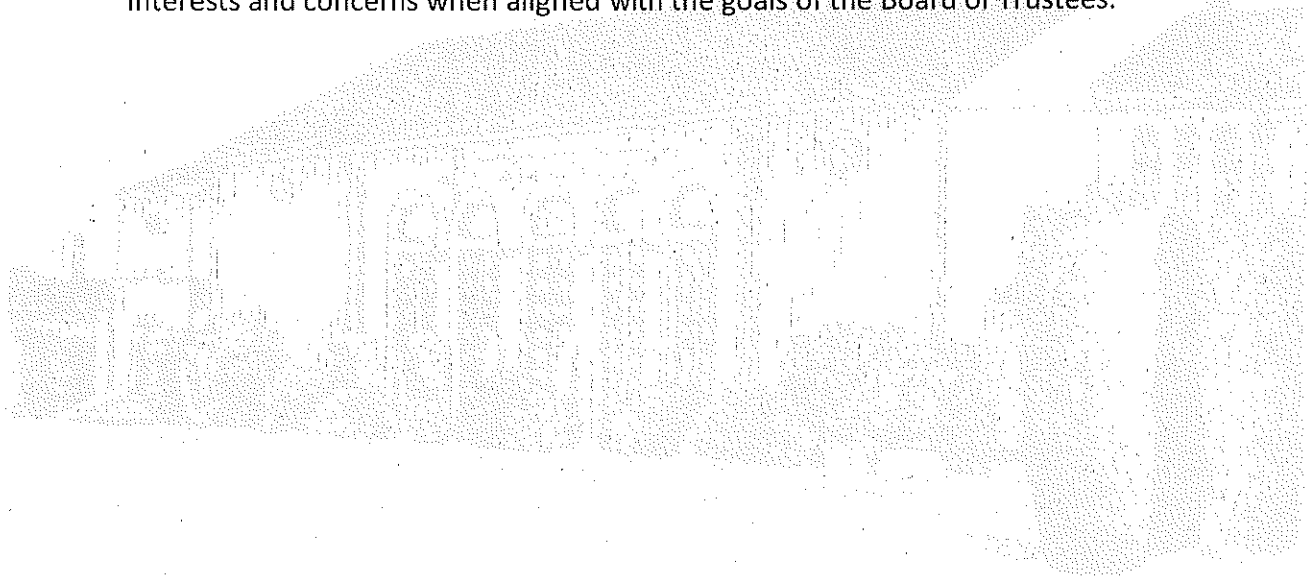 interests and concerns when aligned with the goals of the Board of Trustees.